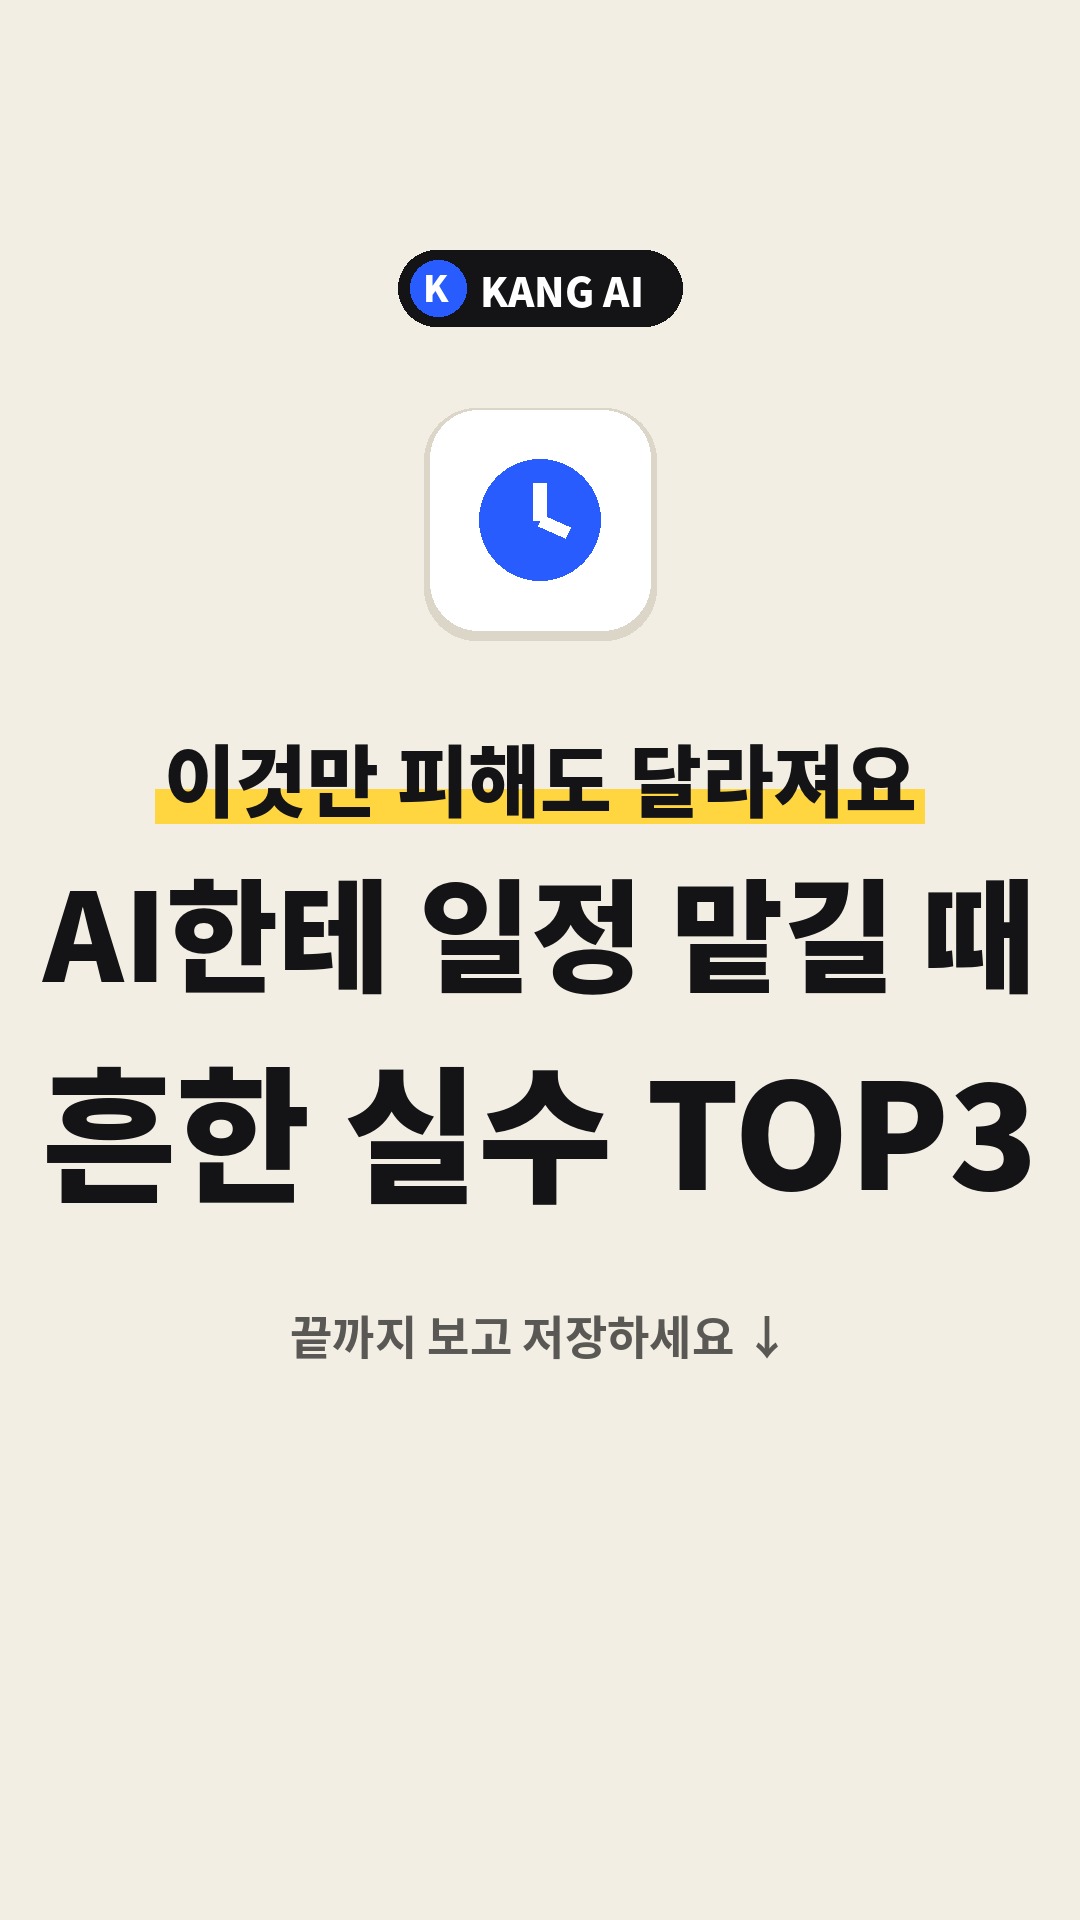 K KANG AI
이것만 피해도 달라져요
AI한테 일정 맡길 때
흔한 실수 TOP3
끝까지 보고 저장하세요 ↓